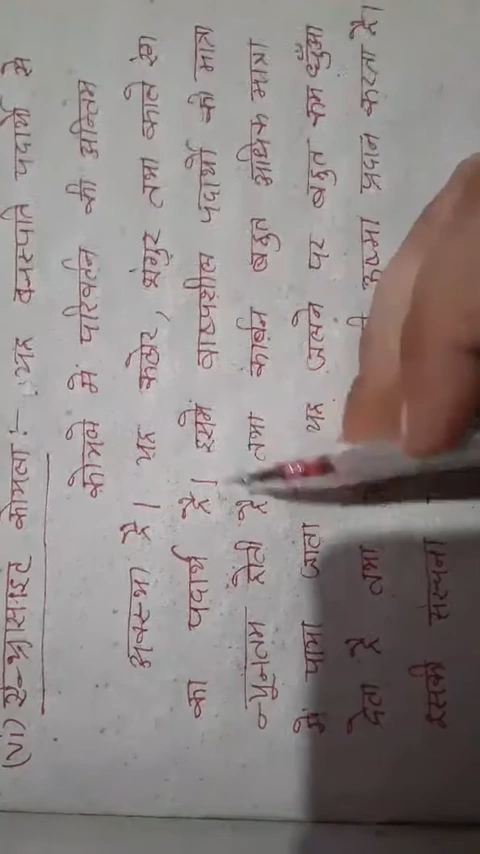 (vi) एन्थ्रासाइट कोयला :- यह वनस्पति पदार्थ से
कोयले में परिवर्तन की अन्तिम
अवस्था है। यह कठोर, भंगुर तथा काले रंग
का पदार्थ है। इसमें वाष्पशील पदार्थों की मात्रा
न्यूनतम होती है तथा कार्बन बहुत अधिक मात्रा
में पाया जाता यह जलने पर बहुत कम धुँआ
देता है तथा ऊष्मा प्रदान करता है।
इसकी संरचना